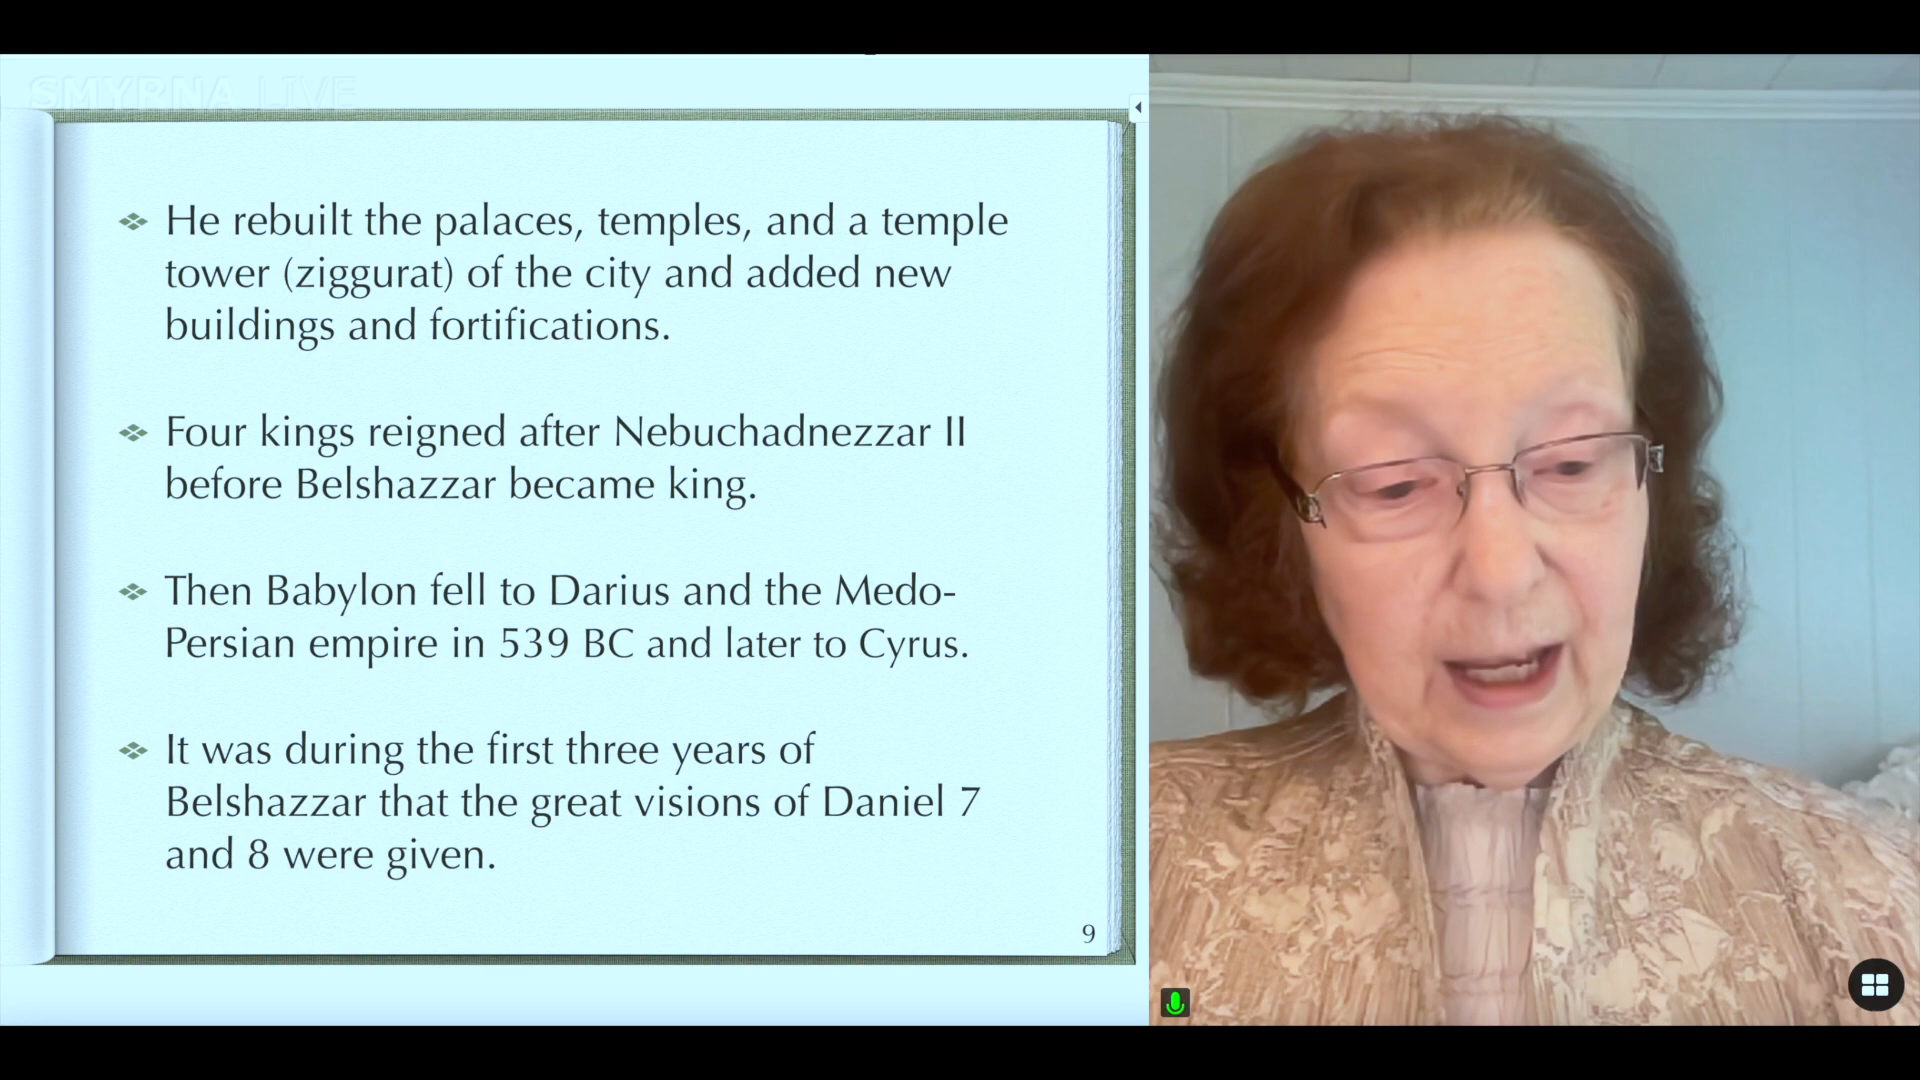 SMYRNA LIVE
He rebuilt the palaces, temples, and a temple
tower (ziggurat) of the city and added new
buildings and fortifications.
Four kings reigned after Nebuchadnezzar II
before Belshazzar became king.
Then Babylon fell to Darius and the Medo-
Persian empire in 539 BC and later to Cyrus.
It was during the first three years of
Belshazzar that the great visions of Daniel 7
and 8 were given.
9